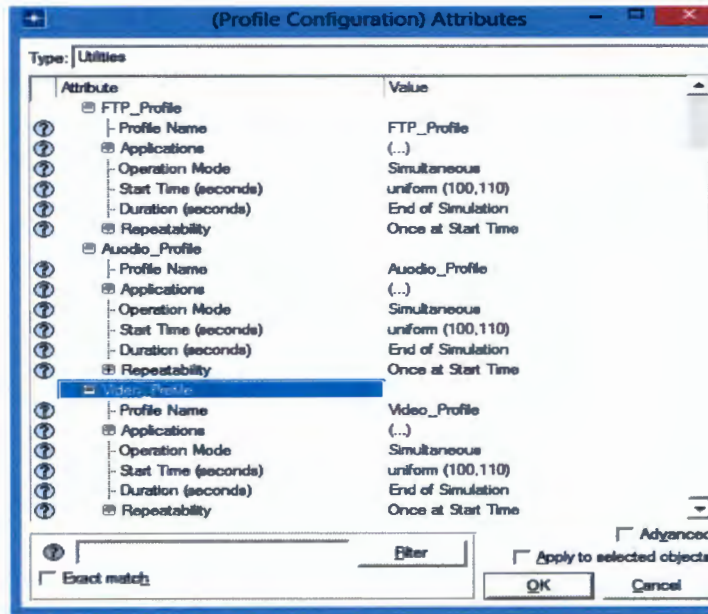 (Profile Configuration) Attributes
Type: Utilities
Attribute Value
FTP_Profile
Profile Name FTP_Profile
Applications (...)
Operation Mode Simultaneous
Start Time (seconds) uniform (100,110)
Duration (seconds) End of Simulation
Repeatability Once at Start Time
Auodio_Profile
Profile Name Auodio_Profile
Applications (...)
Operation Mode Simultaneous
Start Time (seconds) uniform (100,110)
Duration (seconds) End of Simulation
Repeatability Once at Start Time
Video_Profile
Profile Name Video_Profile
Applications (...)
Operation Mode Simultaneous
Start Time (seconds) uniform (100,110)
Duration (seconds) End of Simulation
Repeatability Once at Start Time
Advanced
Filter Apply to selected objects
Exact match
OK Cancel